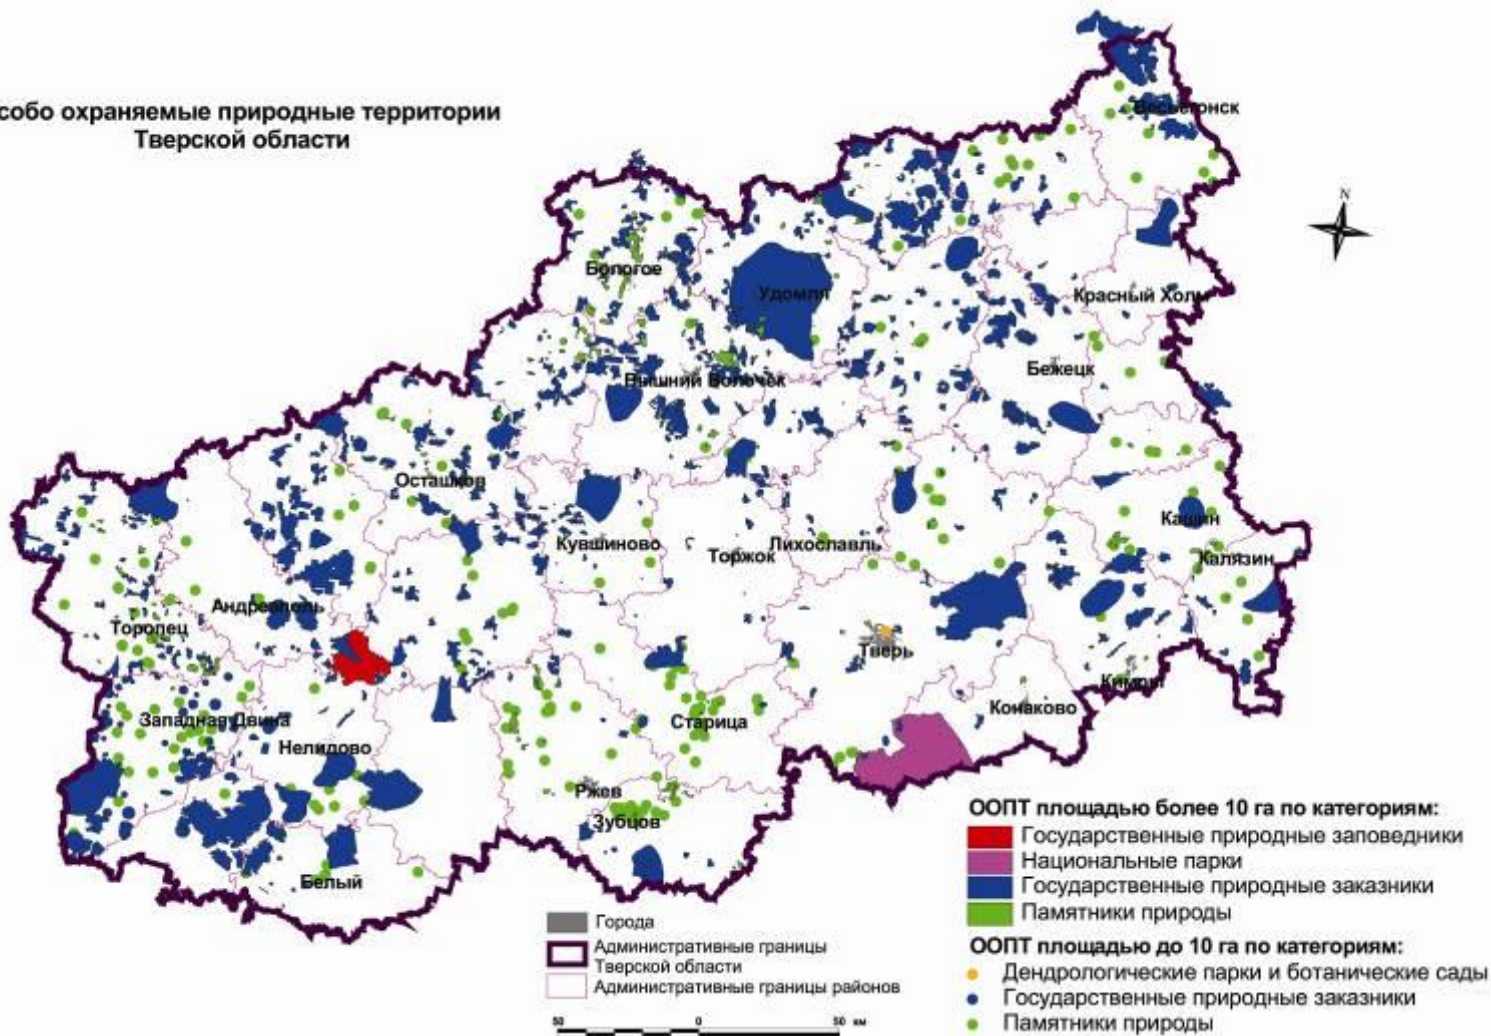 собо охраняемые природные территории
Тверской области
Весьегонск
N
Бологое
Удомля
Красный Холм
Вышний Волочек
Бежецк
Осташков
Кашин
Кувшиново
Торжок
Лихославль
Калязин
Андреаполь
Торопец
Тверь
Кимры
Западная Двина
Старица
Конаково
Нелидово
Ржев
Зубцов
Белый
ООПТ площадью более 10 га по категориям:
Государственные природные заповедники
Национальные парки
Государственные природные заказники
Памятники природы
ООПТ площадью до 10 га по категориям:
Дендрологические парки и ботанические сады
Государственные природные заказники
Памятники природы
Города
Административные границы
Тверской области
Административные границы районов
50 0 50 км